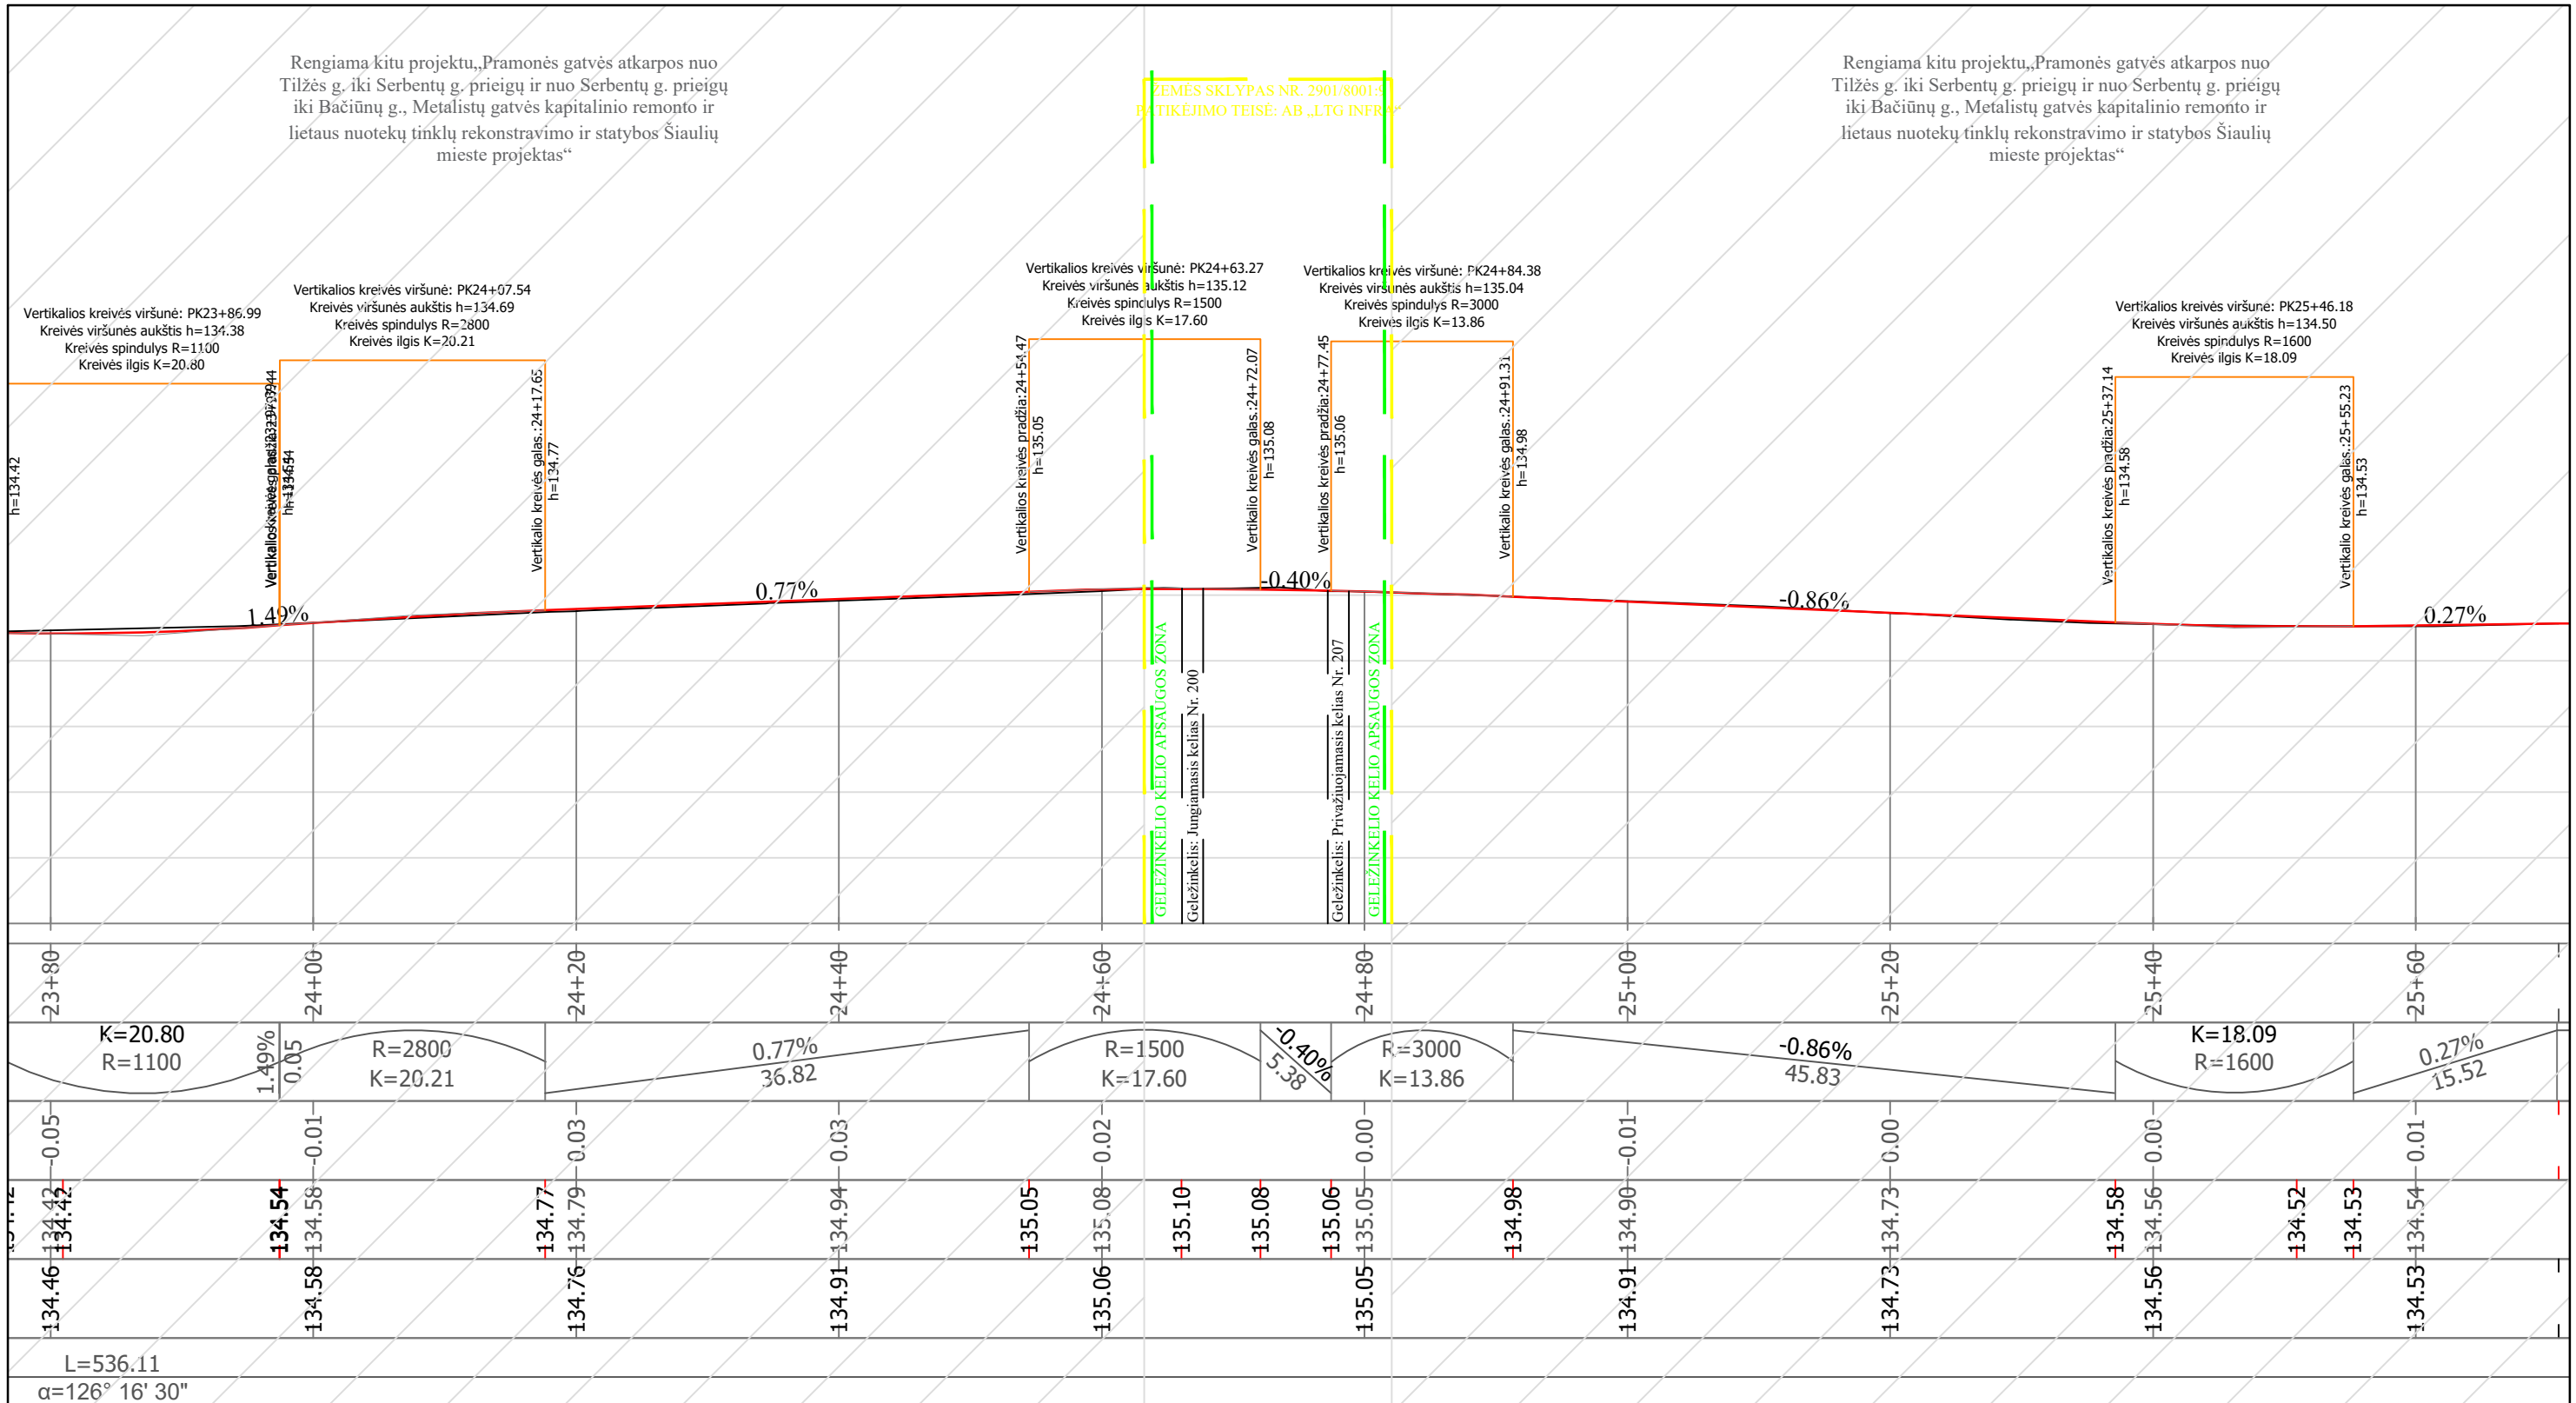 Rengiama kitu projektu„Pramonės gatvės atkarpos nuo
Tilžės g. iki Serbentų g. prieigų ir nuo Serbentų g. prieigų
iki Bačiūnų g., Metalistų gatvės kapitalinio remonto ir
lietaus nuotekų tinklų rekonstravimo ir statybos Šiaulių
mieste projektas“
ŽEMĖS SKLYPAS NR. 2901/8001:9
PATIKĖJIMO TEISĖ: AB „LTG INFRA“
Rengiama kitu projektu„Pramonės gatvės atkarpos nuo
Tilžės g. iki Serbentų g. prieigų ir nuo Serbentų g. prieigų
iki Bačiūnų g., Metalistų gatvės kapitalinio remonto ir
lietaus nuotekų tinklų rekonstravimo ir statybos Šiaulių
mieste projektas“
Vertikalios kreivės viršunė: PK23+86.99
Kreivės viršunės aukštis h=134.38
Kreivės spindulys R=1100
Kreivės ilgis K=20.80
Vertikalios kreivės viršunė: PK24+07.54
Kreivės viršunės aukštis h=134.69
Kreivės spindulys R=2800
Kreivės ilgis K=20.21
Vertikalios kreivės viršunė: PK24+63.27
Kreivės viršunės aukštis h=135.12
Kreivės spindulys R=1500
Kreivės ilgis K=17.60
Vertikalios kreivės viršunė: PK24+84.38
Kreivės viršunės aukštis h=135.04
Kreivės spindulys R=3000
Kreivės ilgis K=13.86
Vertikalios kreivės viršunė: PK25+46.18
Kreivės viršunės aukštis h=134.50
Kreivės spindulys R=1600
Kreivės ilgis K=18.09
h=134.42
h=134.54
Vertikalio kreivės galas.:24+17.65
h=134.77
Vertikalios kreivės pradžia:24+54.47
h=135.05
Vertikalio kreivės galas.:24+72.07
h=135.08
Vertikalios kreivės pradžia:24+77.45
h=135.06
Vertikalio kreivės galas.:24+91.31
h=134.98
Vertikalios kreivės pradžia:25+37.14
h=134.58
Vertikalio kreivės galas.:25+55.23
h=134.53
1.49%
0.77%
-0.40%
-0.86%
0.27%
GELEŽINKELIO KELIO APSAUGOS ZONA
Geležinkelis: Jungiamasis kelias Nr. 200
Geležinkelis: Privažiuojamasis kelias Nr. 207
GELEŽINKELIO KELIO APSAUGOS ZONA
23+80
24+00
24+20
24+40
24+60
24+80
25+00
25+20
25+40
25+60
K=20.80
R=1100
1.49%
0.05
R=2800
K=20.21
0.77%
36.82
R=1500
K=17.60
-0.40%
5.38
R=3000
K=13.86
-0.86%
45.83
K=18.09
R=1600
0.27%
15.52
-0.05
-0.01
0.03
0.03
0.02
0.00
-0.01
0.00
0.00
0.01
134.42
134.42
134.54
134.58
134.77
134.79
134.94
135.05
135.08
135.10
135.08
135.06
135.05
134.98
134.90
134.73
134.58
134.56
134.52
134.53
134.54
134.46
134.58
134.76
134.91
135.06
135.05
134.91
134.73
134.56
134.53
L=536.11
α=126° 16' 30"